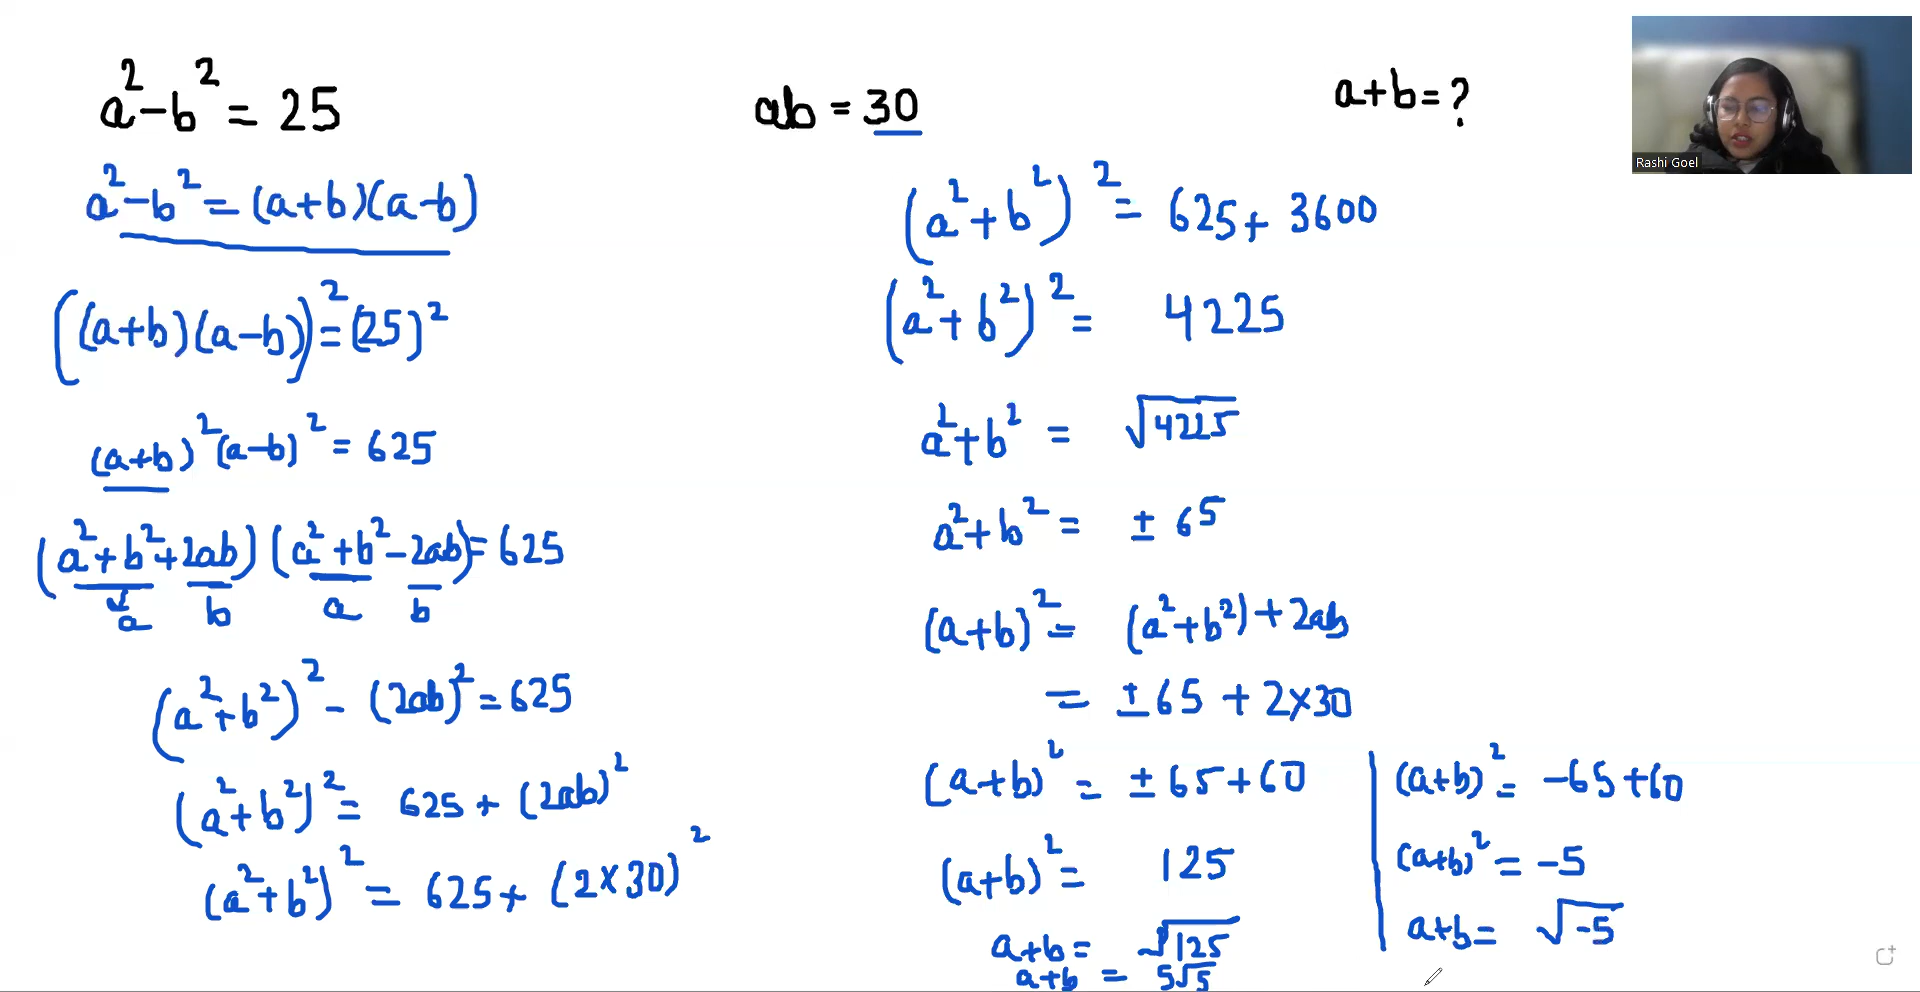 a²-b² = 25
ab = 30
a+b = ?
Rashi Goel
a²-b² = (a+b)(a-b)
((a+b)(a-b))² = (25)²
(a+b)²(a-b)² = 625
(a²+b²+2ab)(a²+b²-2ab) = 625
a b a b
(a²+b²)² - (2ab)² = 625
(a²+b²)² = 625 + (2ab)²
(a²+b²)² = 625 + (2×30)²
(a²+b²)² = 625 + 3600
(a²+b²)² = 4225
a²+b² = √4225
a²+b² = ± 65
(a+b)² = (a²+b²) + 2ab
= ±65 + 2×30
(a+b)² = ±65+60
(a+b)² = 125
a+b = √125
a+b = 5√5
(a+b)² = -65+60
(a+b)² = -5
a+b = √-5